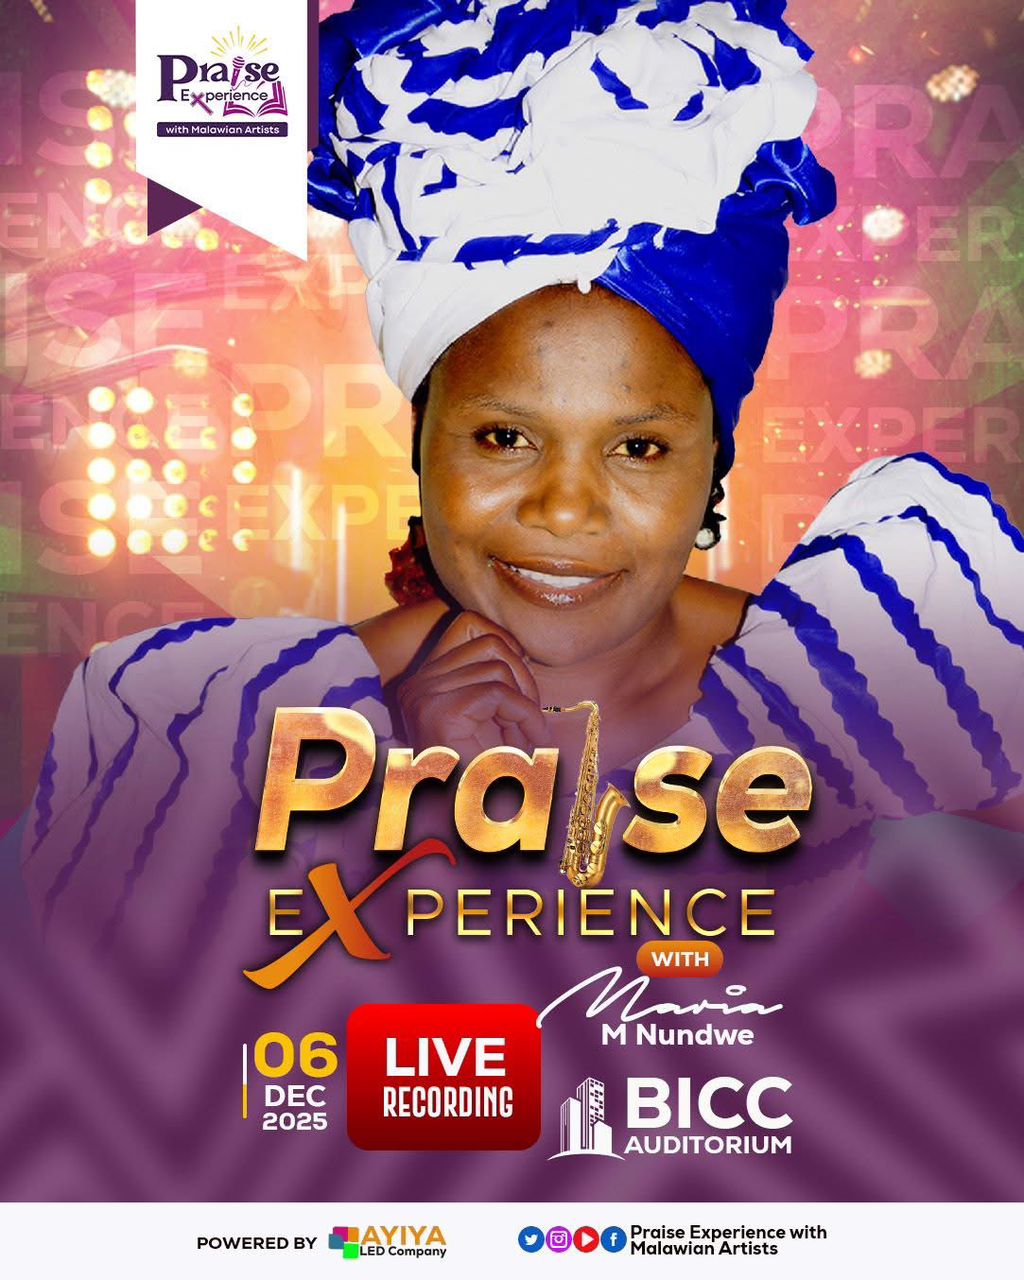 Praise
Experience
with Malawian Artists
Praise
EXPERIENCE
WITH
Maria
M Nundwe
06
DEC
2025
LIVE
RECORDING
BICC
AUDITORIUM
POWERED BY
AYIYA
LED Company
Praise Experience with
Malawian Artists